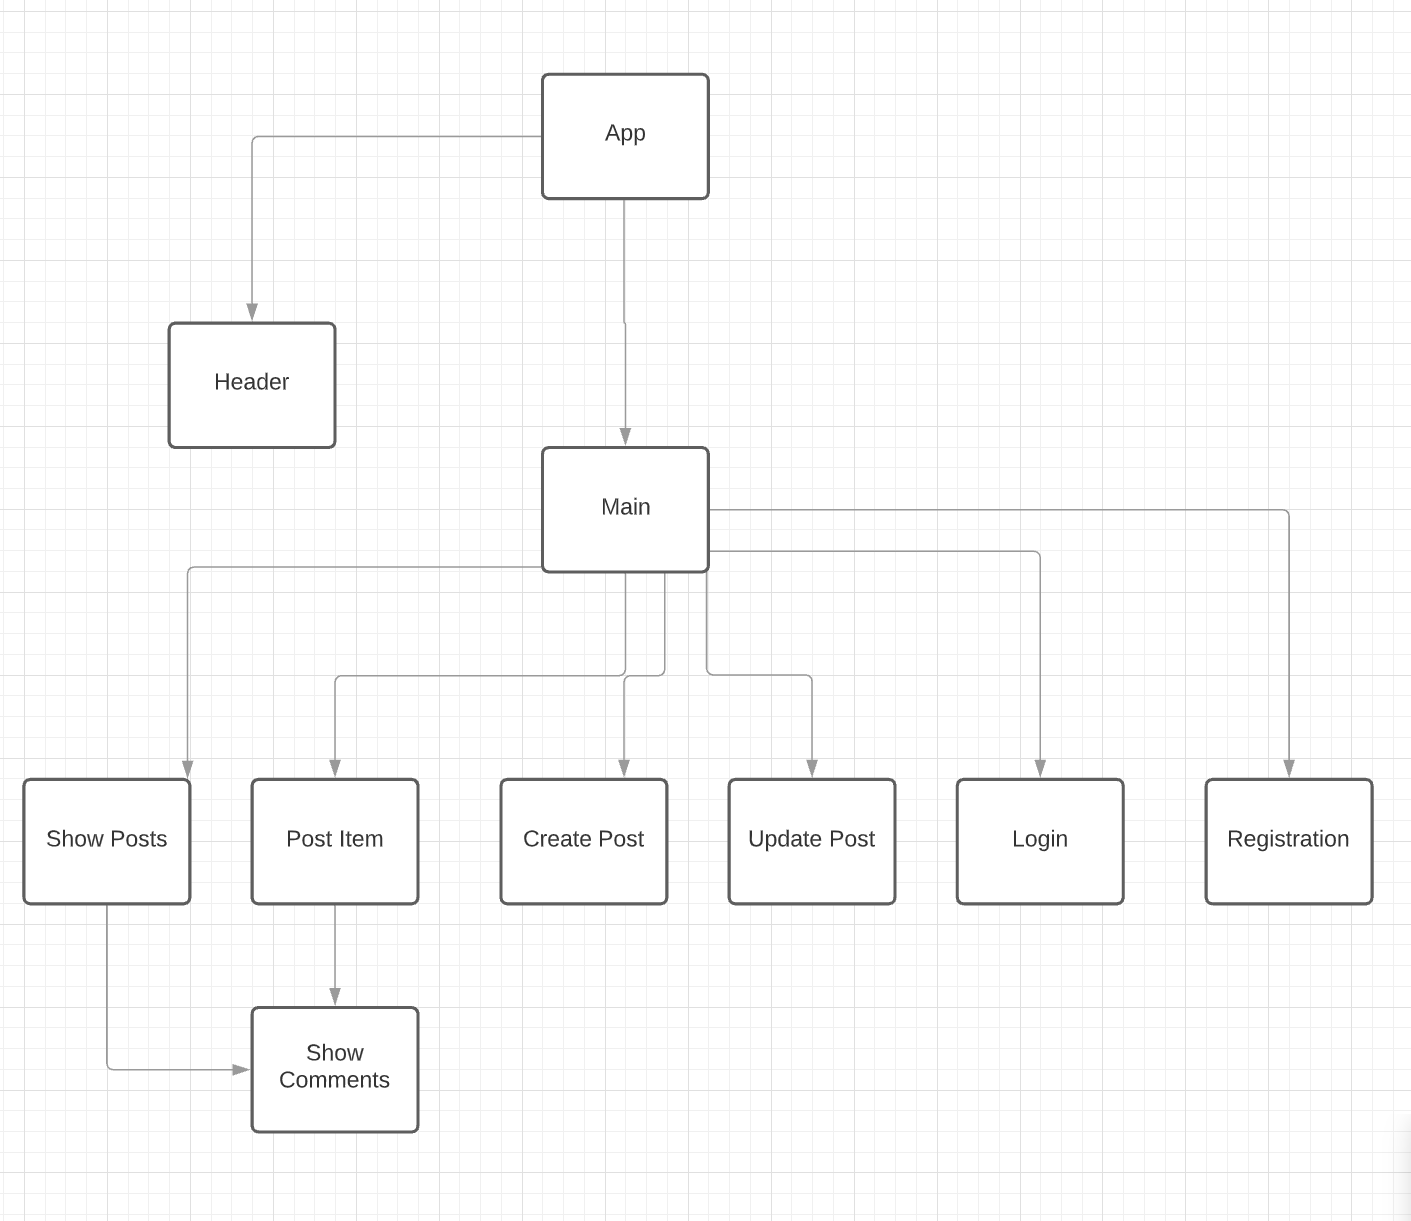 App
Header
Main
Show Posts
Post Item
Create Post
Update Post
Login
Registration
Show
Comments